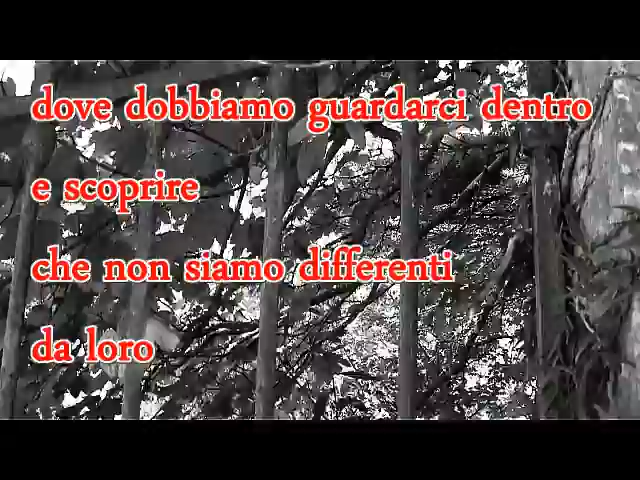 dove dobbiamo guardarci dentro
e scoprire
che non siamo differenti
da loro